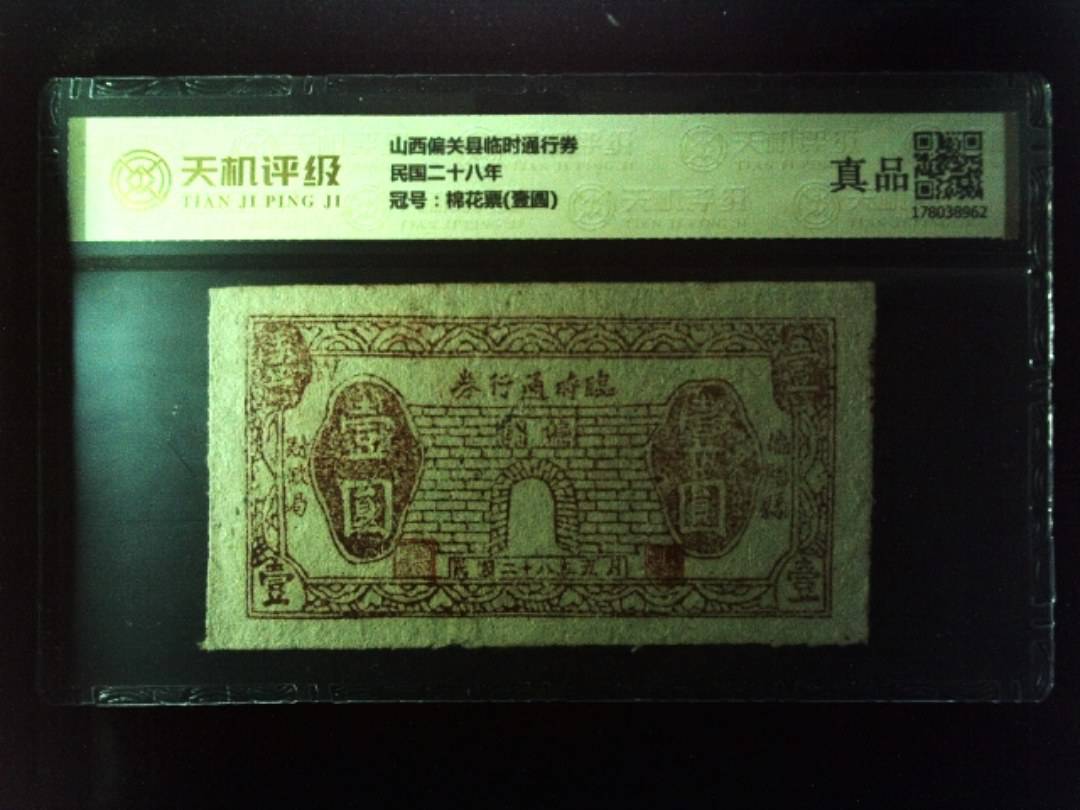 天机评级
TIAN JI PING JI
山西偏关县临时通行券
民国二十八年
冠号：棉花票(壹圓)
真品
178038962
臨時通行券
壹圓
壹圓
民國二十八年五月
壹
壹